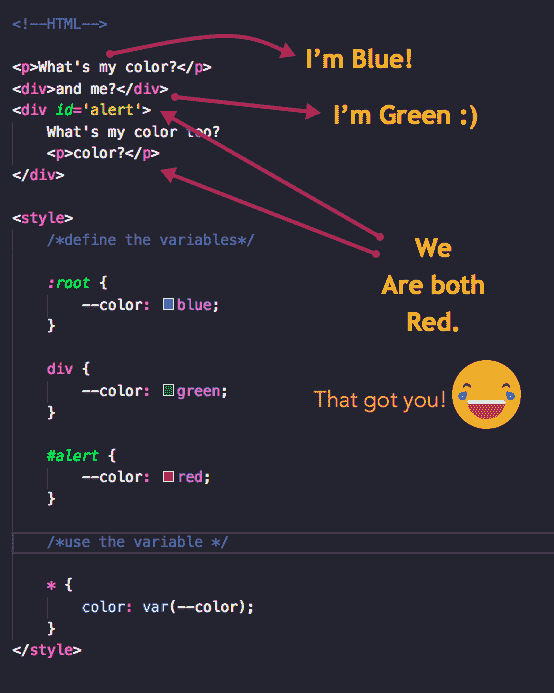 <!--HTML-->
<p>What's my color?</p>
I'm Blue!
<div>and me?</div>
<div id='alert'>
I'm Green :)
What's my color too?
<p>color?</p>
</div>
<style>
/*define the variables*/
We
Are both
Red.
:root {
--color: blue;
}
div {
--color: green;
}
That got you!
#alert {
--color: red;
}
/*use the variable */
* {
color: var(--color);
}
</style>